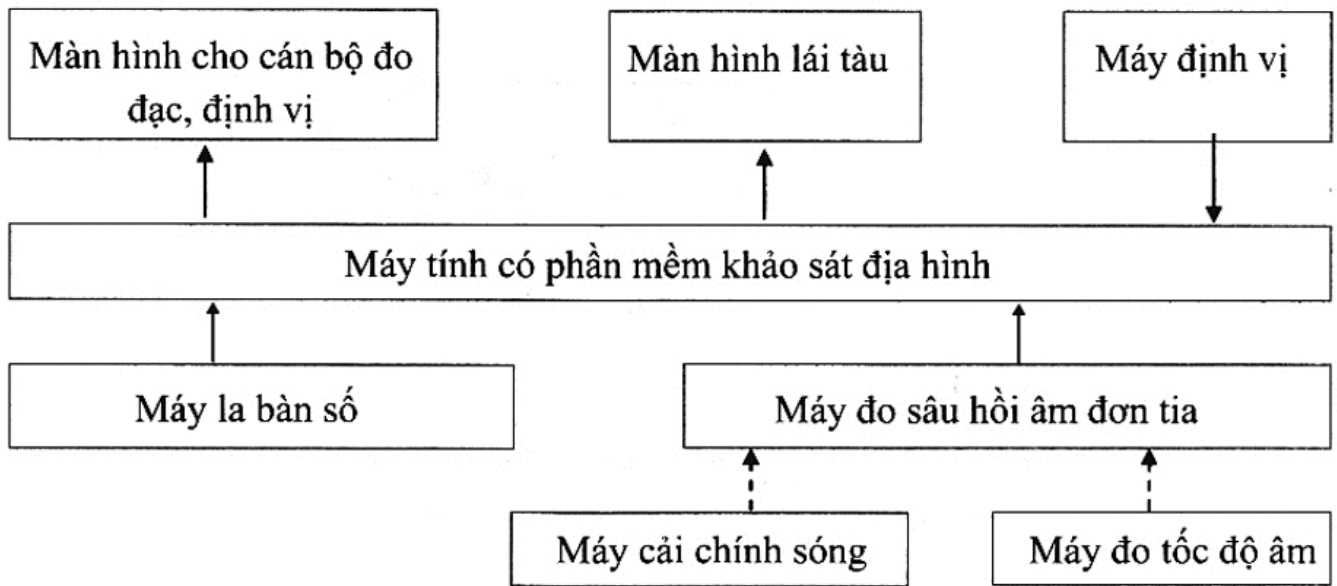 Màn hình cho cán bộ đo
đạc, định vị
Màn hình lái tàu
Máy định vị
Máy tính có phần mềm khảo sát địa hình
Máy la bàn số
Máy đo sâu hồi âm đơn tia
Máy cải chính sóng
Máy đo tốc độ âm